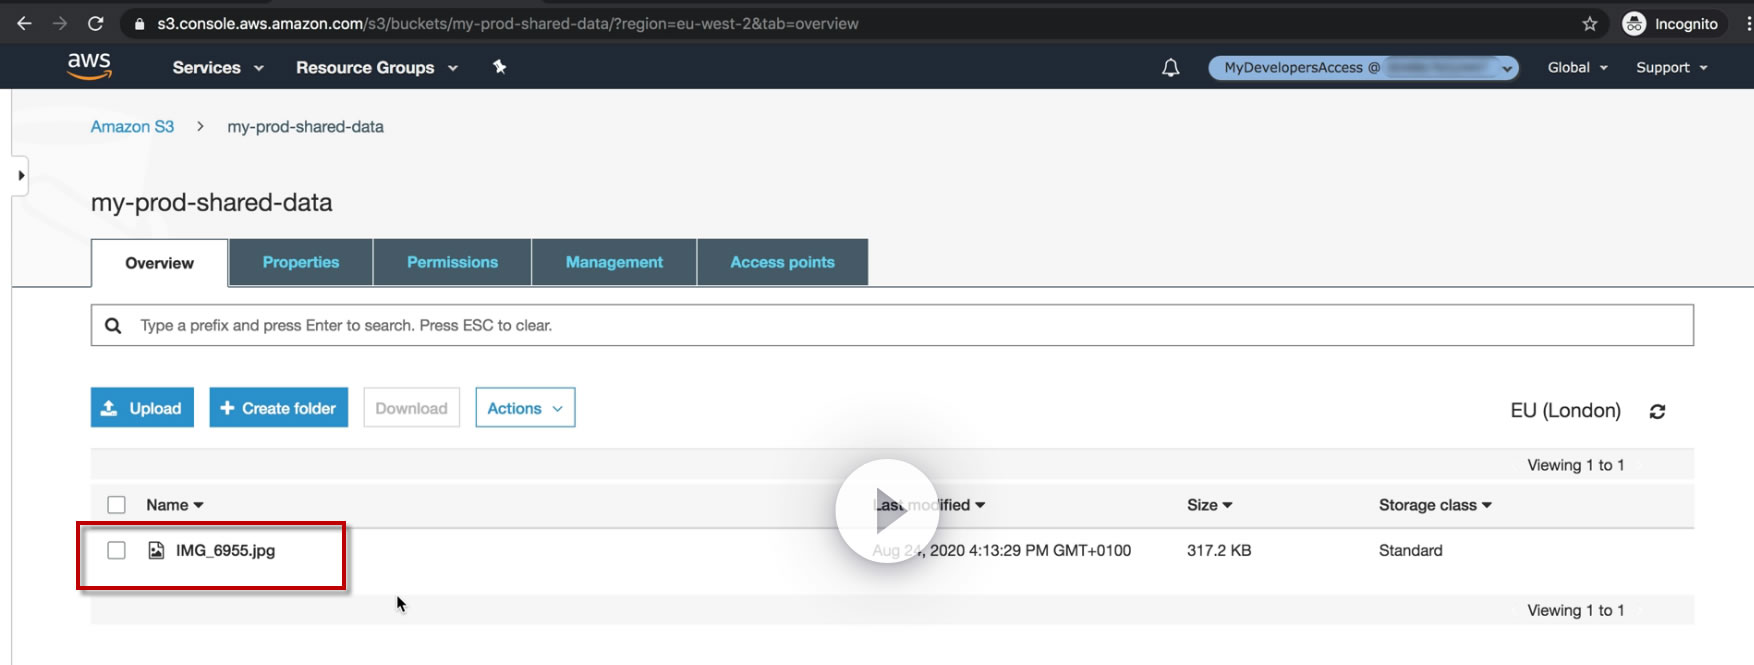 s3.console.aws.amazon.com/s3/buckets/my-prod-shared-data/?region=eu-west-2&tab=overview Incognito
aws Services Resource Groups MyDevelopersAccess @ Global Support
Amazon S3 > my-prod-shared-data
my-prod-shared-data
Overview Properties Permissions Management Access points
Type a prefix and press Enter to search. Press ESC to clear.
Upload + Create folder Download Actions EU (London)
Viewing 1 to 1
Name Last modified Size Storage class
IMG_6955.jpg Aug 24, 2020 4:13:29 PM GMT+0100 317.2 KB Standard
Viewing 1 to 1